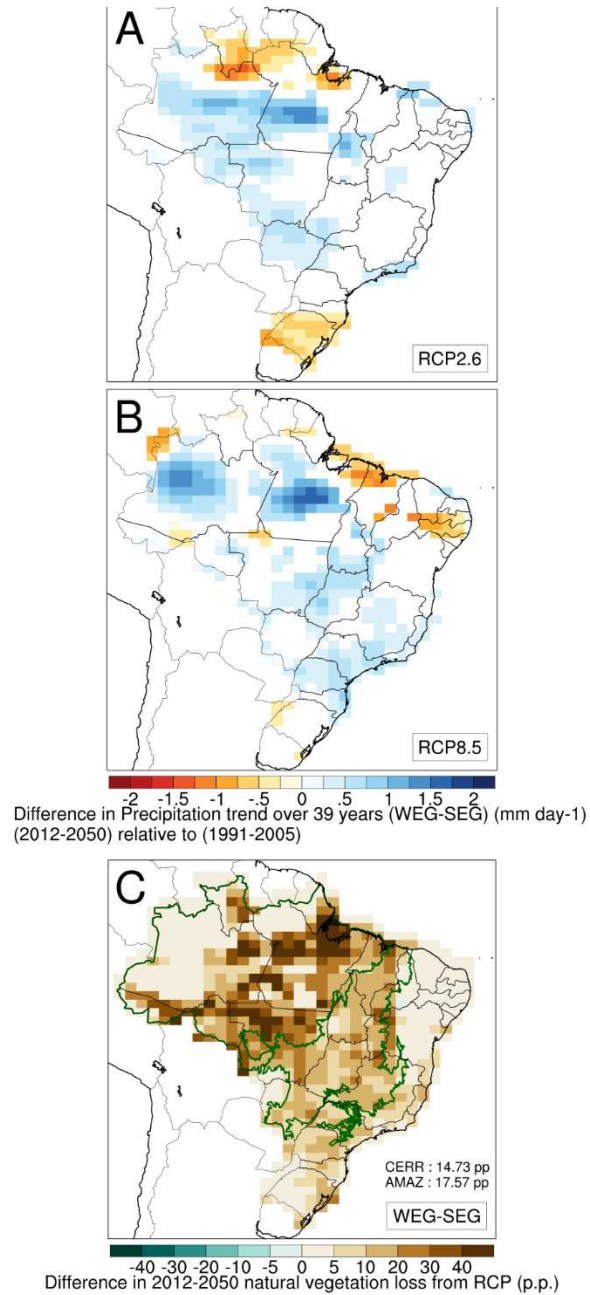 A
RCP2.6
B
RCP8.5
-2 -1.5 -1 -.5 0 .5 1 1.5 2
Difference in Precipitation trend over 39 years (WEG-SEG) (mm day-1)
(2012-2050) relative to (1991-2005)
C
CERR : 14.73 pp
AMAZ : 17.57 pp
WEG-SEG
-40 -30 -20 -10 -5 0 5 10 20 30 40
Difference in 2012-2050 natural vegetation loss from RCP (p.p.)